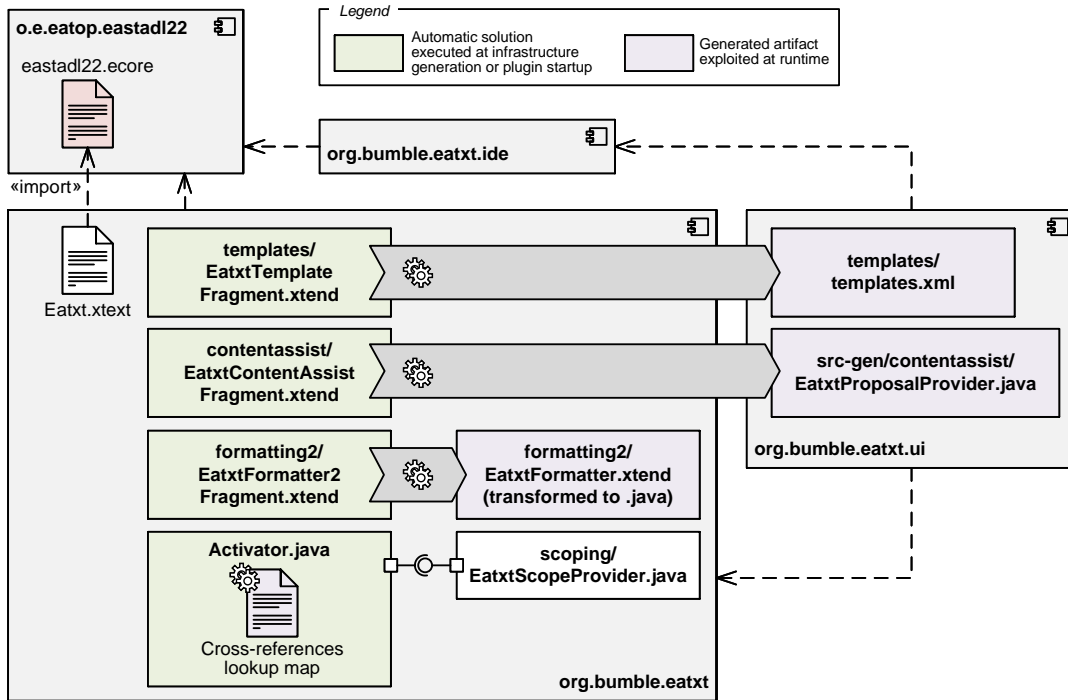 o.e.eatop.eastadl22
eastadl22.ecore
Legend
Automatic solution
executed at infrastructure
generation or plugin startup
Generated artifact
exploited at runtime
org.bumble.eatxt.ide
«import»
Eatxt.xtext
templates/
EatxtTemplate
Fragment.xtend
templates/
templates.xml
contentassist/
EatxtContentAssist
Fragment.xtend
src-gen/contentassist/
EatxtProposalProvider.java
org.bumble.eatxt.ui
formatting2/
EatxtFormatter2
Fragment.xtend
formatting2/
EatxtFormatter.xtend
(transformed to .java)
Activator.java
Cross-references
lookup map
scoping/
EatxtScopeProvider.java
org.bumble.eatxt